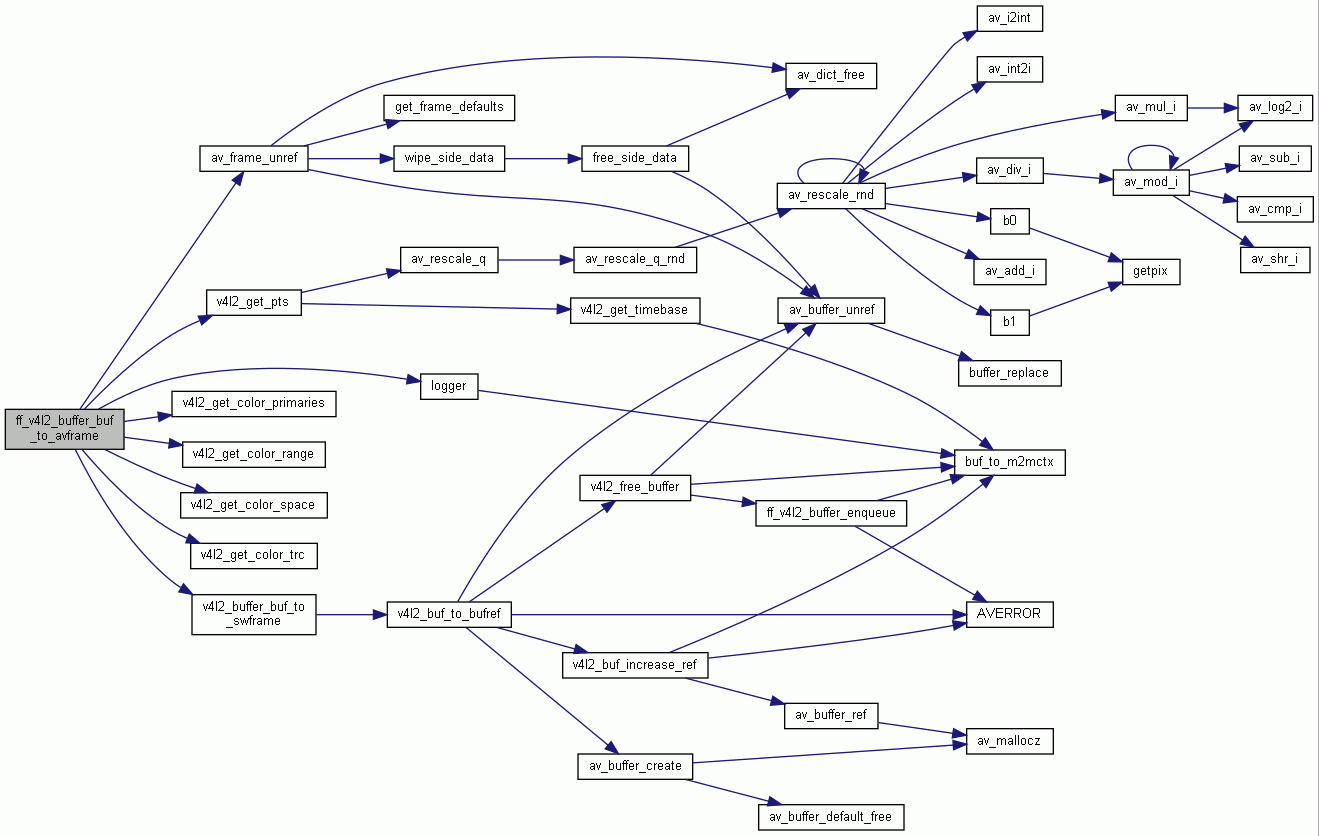 av_i2int
av_int2i
av_dict_free
get_frame_defaults
av_mul_i
av_log2_i
av_frame_unref
wipe_side_data
free_side_data
av_sub_i
av_div_i
av_mod_i
av_rescale_rnd
av_cmp_i
b0
av_rescale_q
av_rescale_q_rnd
av_add_i
getpix
av_shr_i
v4l2_get_pts
v4l2_get_timebase
av_buffer_unref
b1
buffer_replace
logger
v4l2_get_color_primaries
ff_v4l2_buffer_buf
_to_avframe
v4l2_get_color_range
buf_to_m2mctx
v4l2_free_buffer
v4l2_get_color_space
ff_v4l2_buffer_enqueue
v4l2_get_color_trc
v4l2_buffer_buf_to
_swframe
v4l2_buf_to_bufref
AVERROR
v4l2_buf_increase_ref
av_buffer_ref
av_mallocz
av_buffer_create
av_buffer_default_free